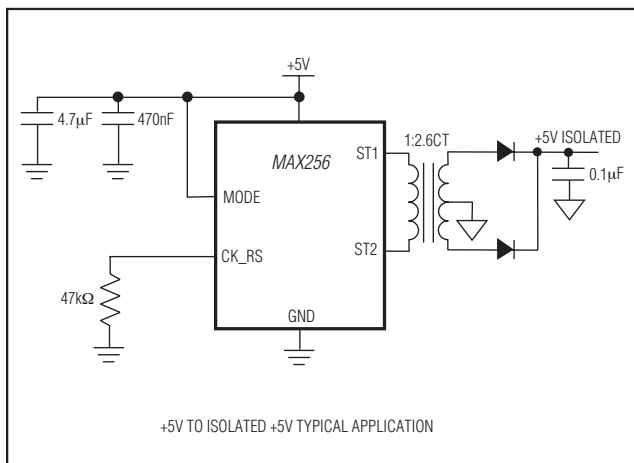 +5V
4.7µF
470nF
1:2.6CT
+5V ISOLATED
MAX256
ST1
0.1µF
MODE
ST2
CK_RS
47kΩ
GND
+5V TO ISOLATED +5V TYPICAL APPLICATION